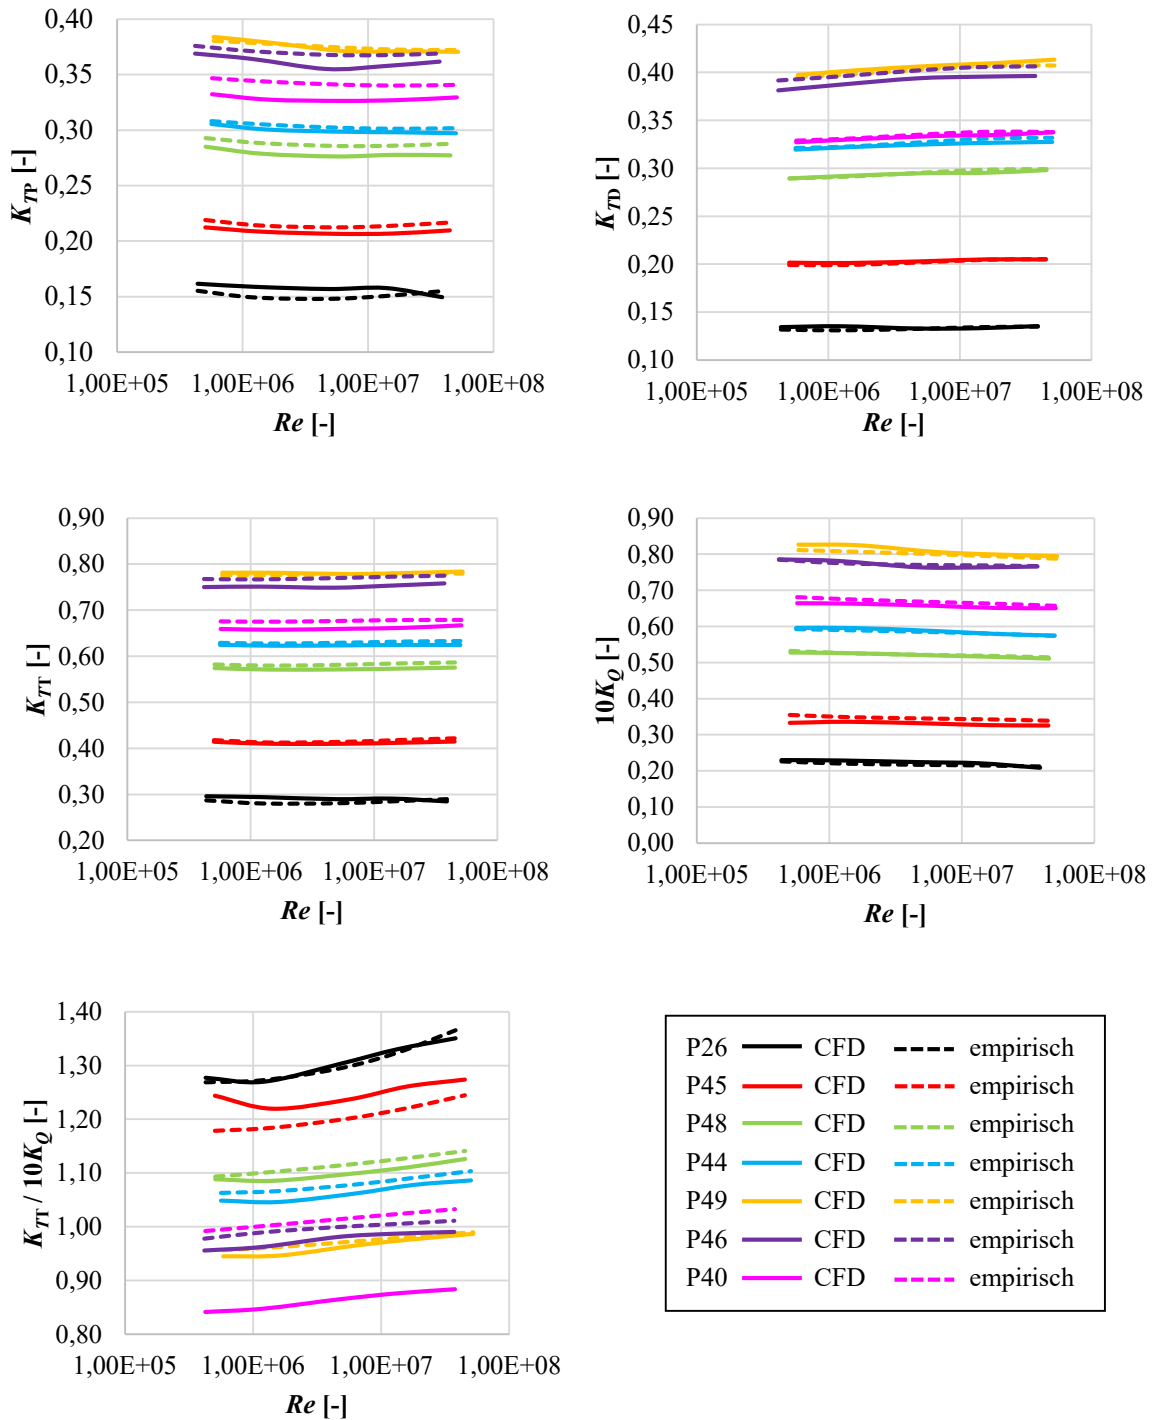 0,40
0,35
0,30
0,25
0,20
0,15
0,10
K_TP [-]
1,00E+05 1,00E+06 1,00E+07 1,00E+08
Re [-]
0,45
0,40
0,35
0,30
0,25
0,20
0,15
0,10
K_TD [-]
1,00E+05 1,00E+06 1,00E+07 1,00E+08
Re [-]
0,90
0,80
0,70
0,60
0,50
0,40
0,30
0,20
K_TT [-]
1,00E+05 1,00E+06 1,00E+07 1,00E+08
Re [-]
0,90
0,80
0,70
0,60
0,50
0,40
0,30
0,20
0,10
0,00
10K_Q [-]
1,00E+05 1,00E+06 1,00E+07 1,00E+08
Re [-]
1,40
1,30
1,20
1,10
1,00
0,90
0,80
K_TT / 10K_Q [-]
1,00E+05 1,00E+06 1,00E+07 1,00E+08
Re [-]
P26 CFD empirisch
P45 CFD empirisch
P48 CFD empirisch
P44 CFD empirisch
P49 CFD empirisch
P46 CFD empirisch
P40 CFD empirisch